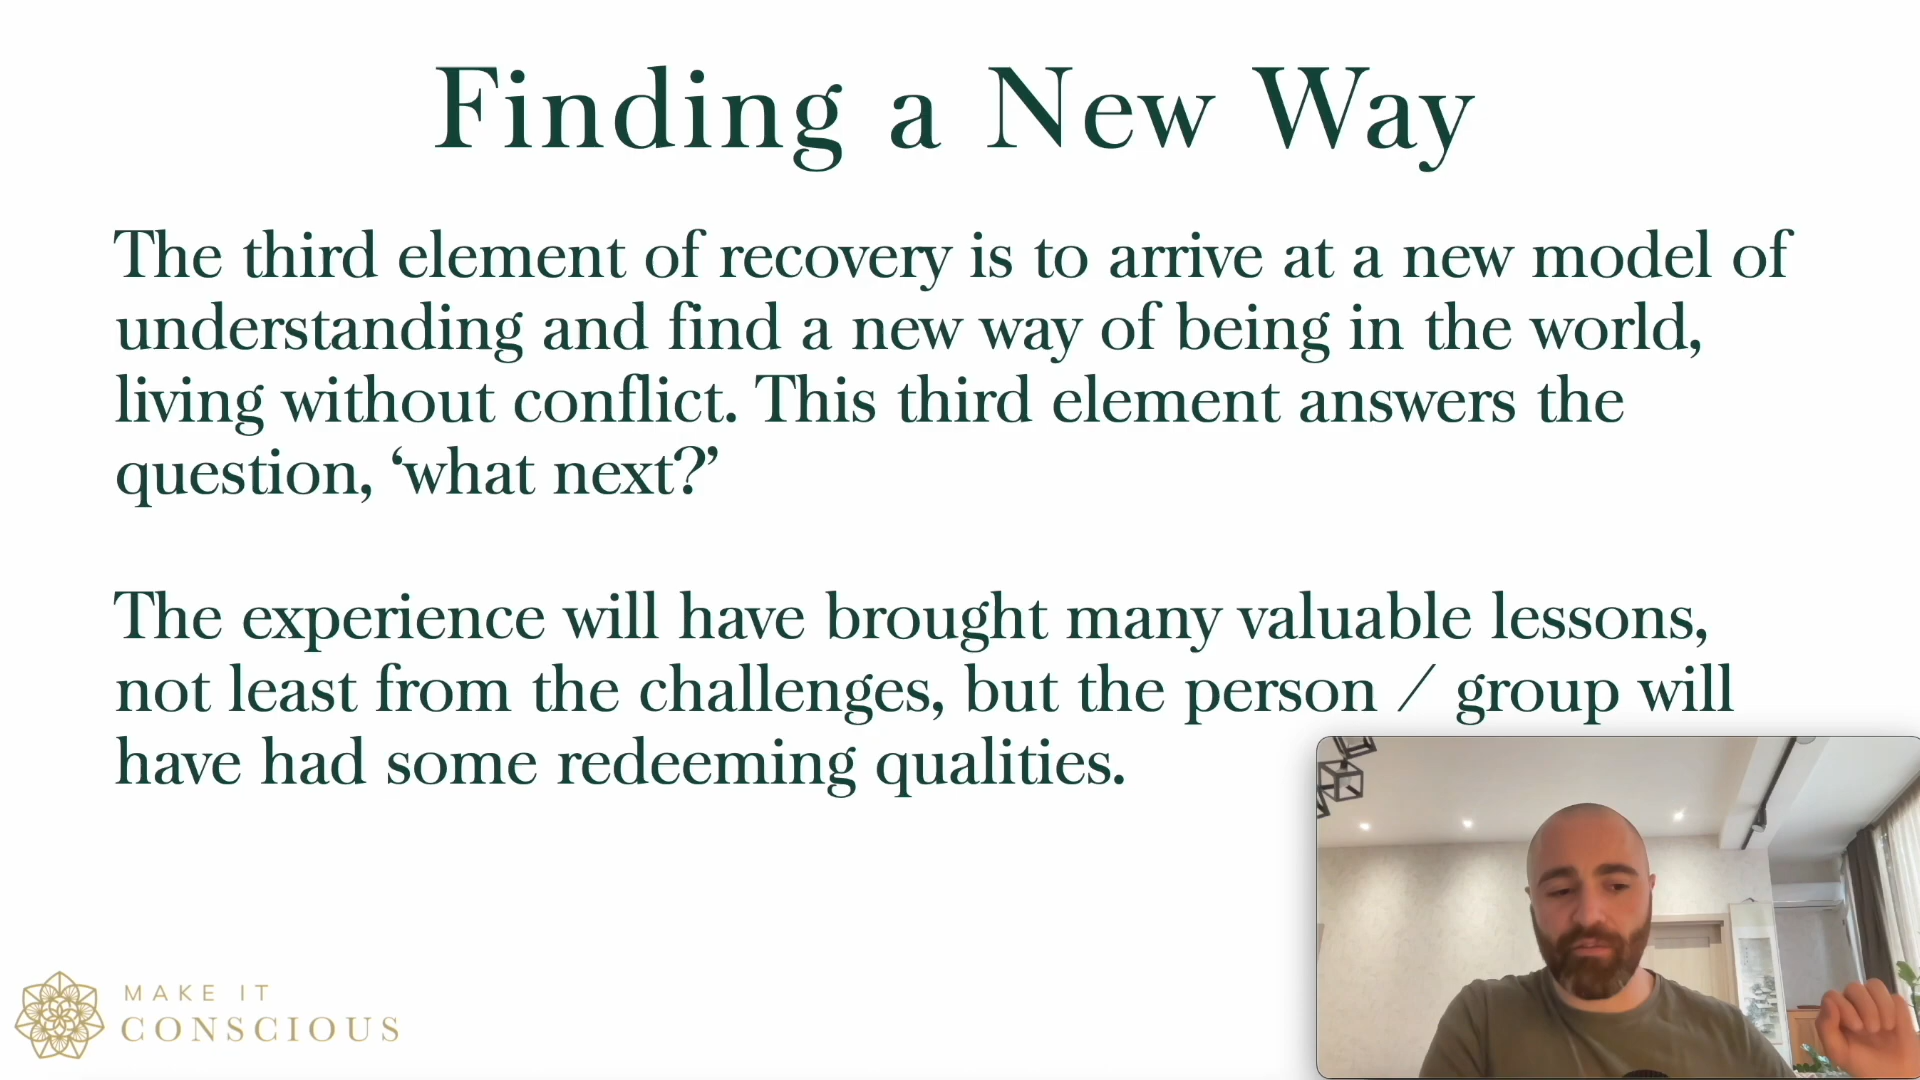 Finding a New Way
The third element of recovery is to arrive at a new model of
understanding and find a new way of being in the world,
living without conflict. This third element answers the
question, ‘what next?’
The experience will have brought many valuable lessons,
not least from the challenges, but the person / group will
have had some redeeming qualities.
MAKE IT
CONSCIOUS